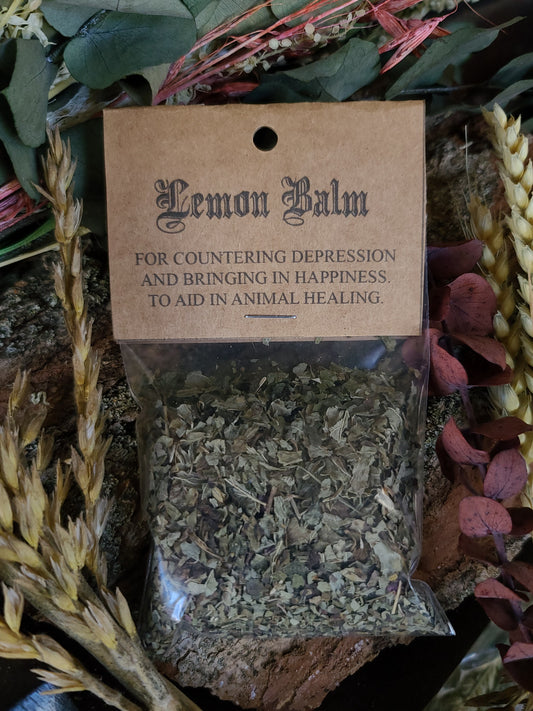 Lemon Balm
FOR COUNTERING DEPRESSION
AND BRINGING IN HAPPINESS.
TO AID IN ANIMAL HEALING.